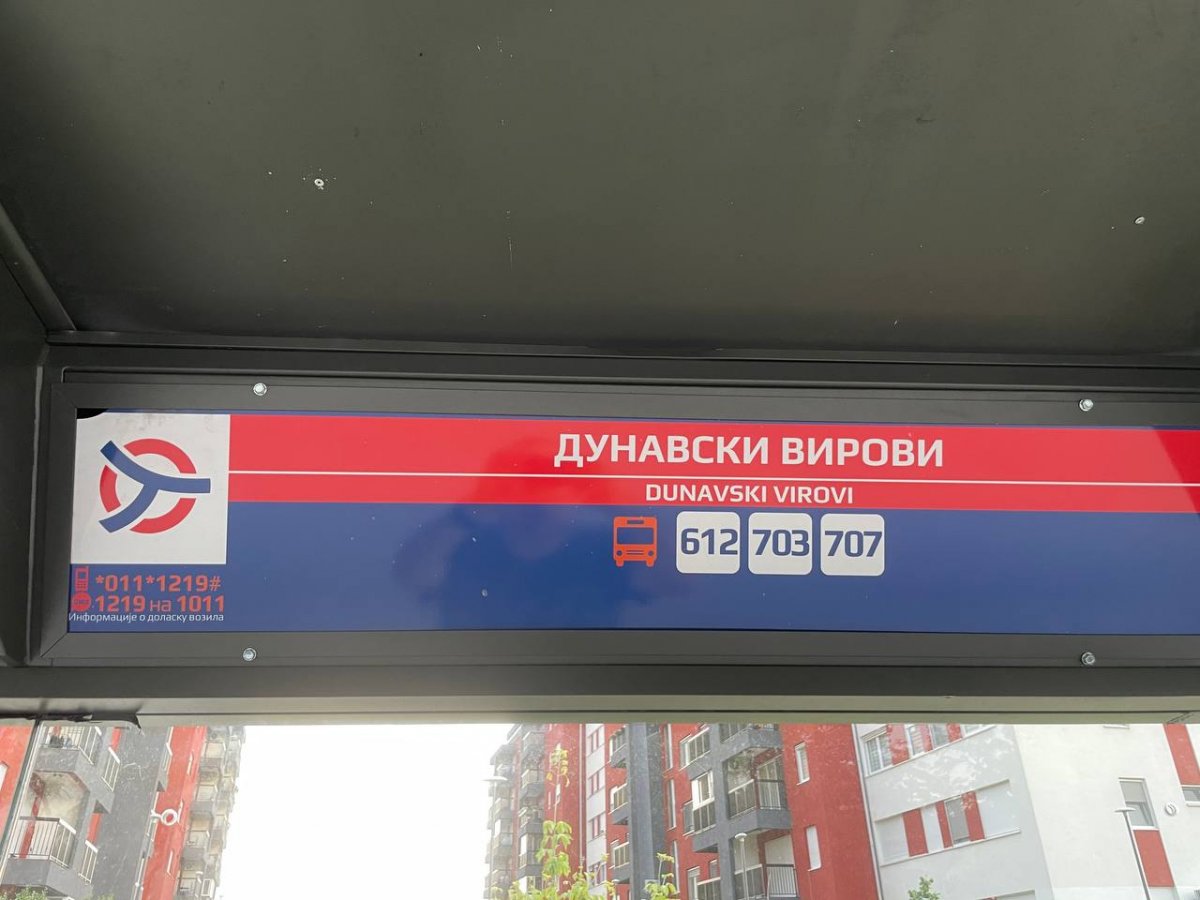 ДУНАВСКИ ВИРОВИ
DUNAVSKI VIROVI
612 703 707
*011*1219#
1219 на 1011
Информације о доласку возила